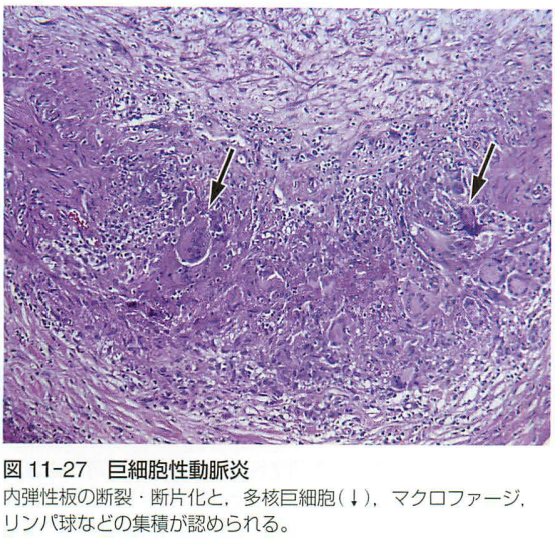 図 11-27 巨細胞性動脈炎
内弾性板の断裂・断片化と，多核巨細胞(↓)，マクロファージ，
リンパ球などの集積が認められる。